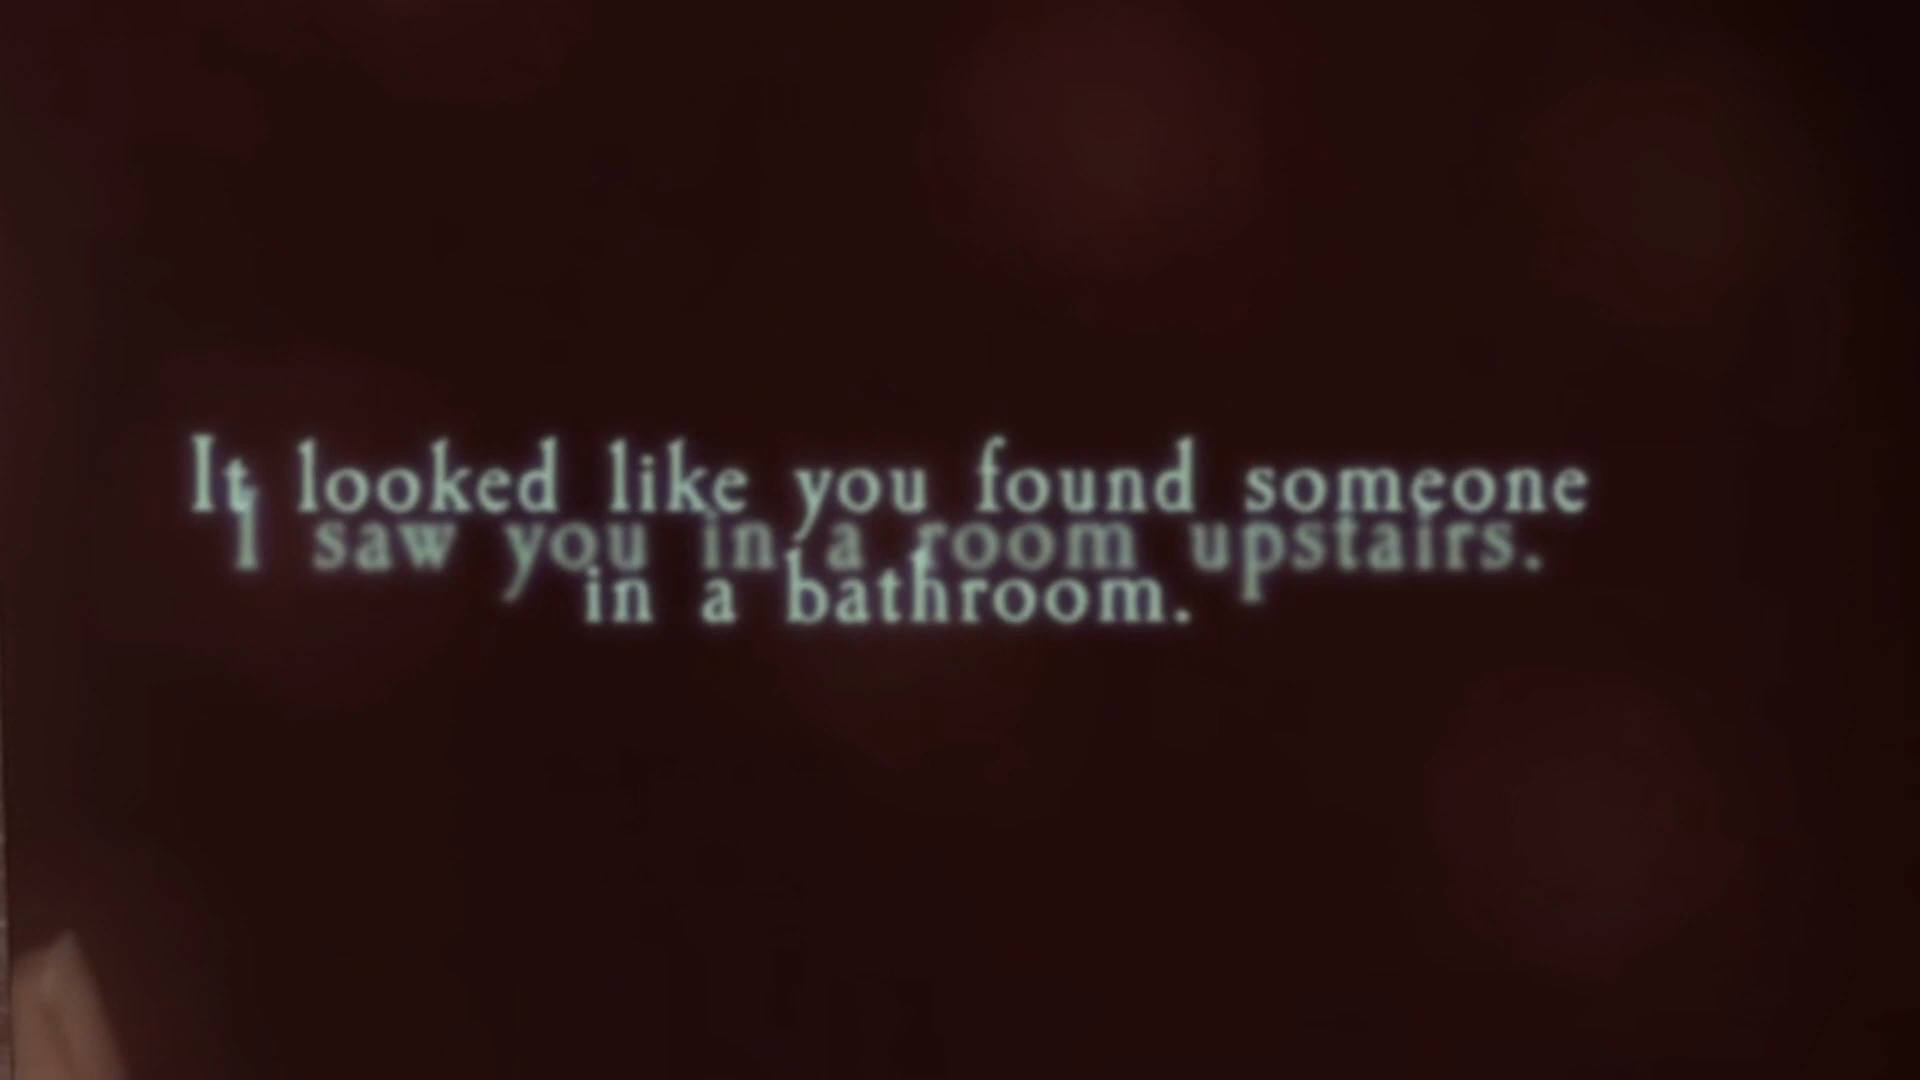 It looked like you found someone
I saw you in a room upstairs.
in a bathroom.